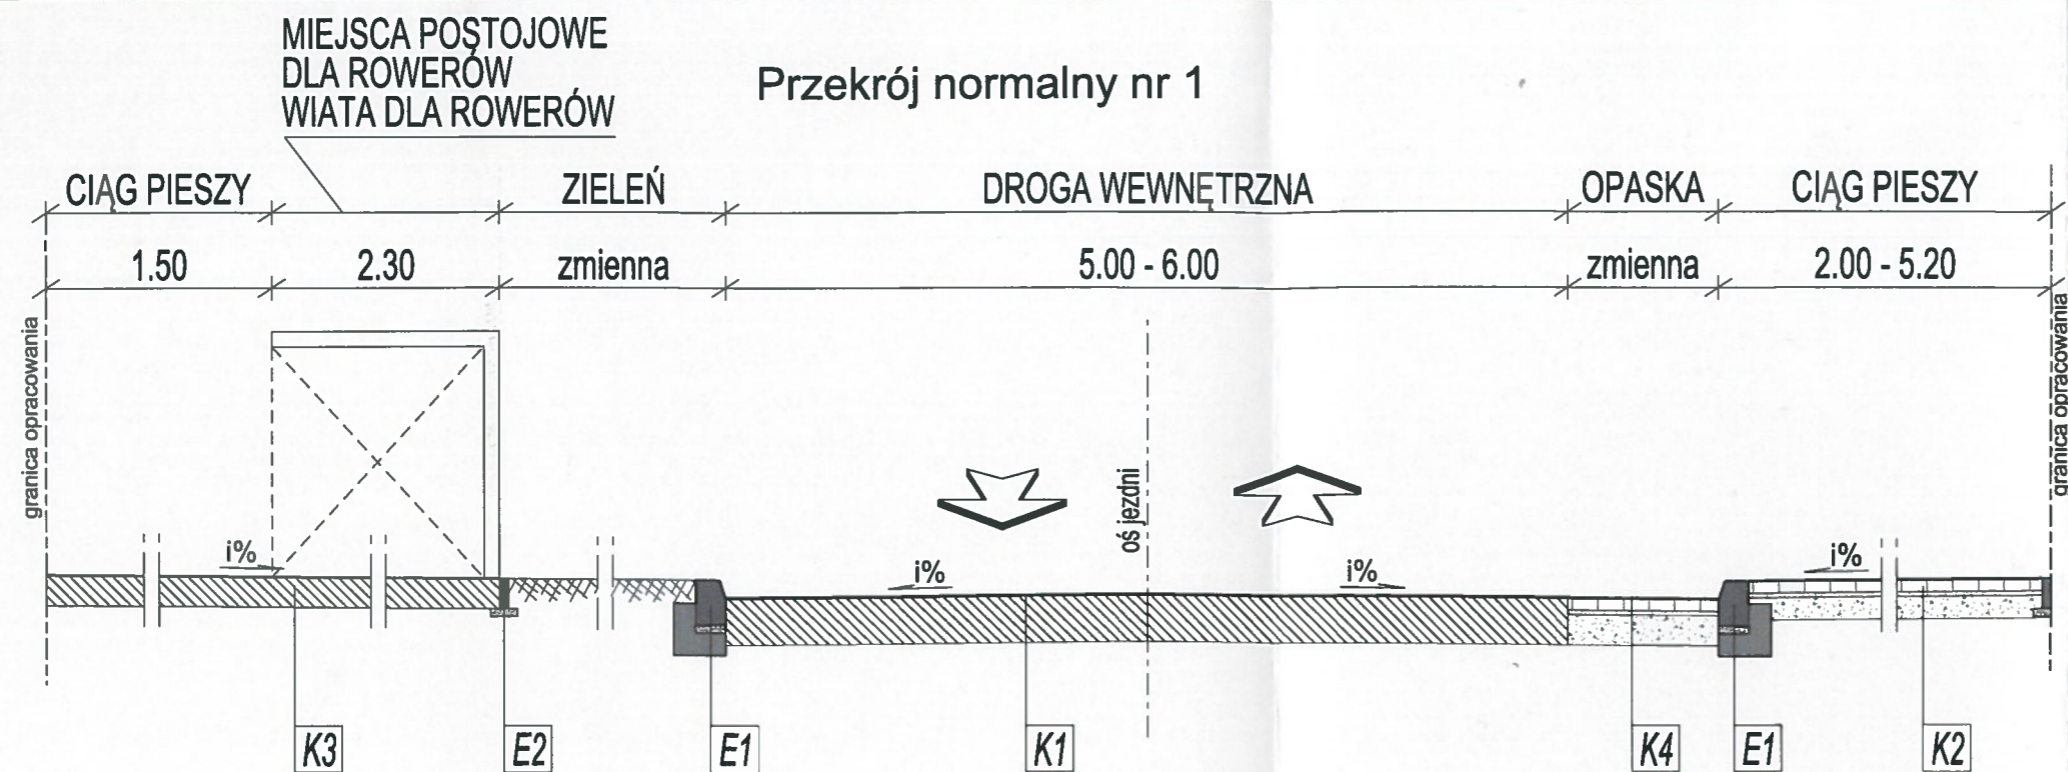 MIEJSCA POSTOJOWE
DLA ROWERÓW
WIATA DLA ROWERÓW
Przekrój normalny nr 1
CIĄG PIESZY
ZIELEŃ
DROGA WEWNĘTRZNA
OPASKA
CIĄG PIESZY
1.50
2.30
zmienna
5.00 - 6.00
zmienna
2.00 - 5.20
granica opracowania
oś jezdni
granica opracowania
i%
i%
i%
i%
K3
E2
E1
K1
K4
E1
K2